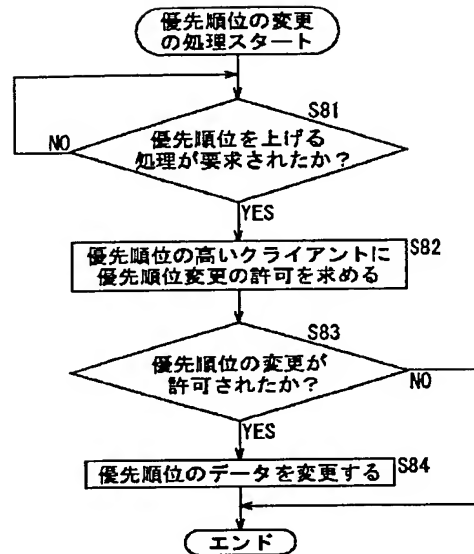 優先順位の変更
の処理スタート
S81
優先順位を上げる
処理が要求されたか？
NO
YES
優先順位の高いクライアントに
優先順位変更の許可を求める
S82
S83
優先順位の変更が
許可されたか？
NO
YES
優先順位のデータを変更する
S84
エンド